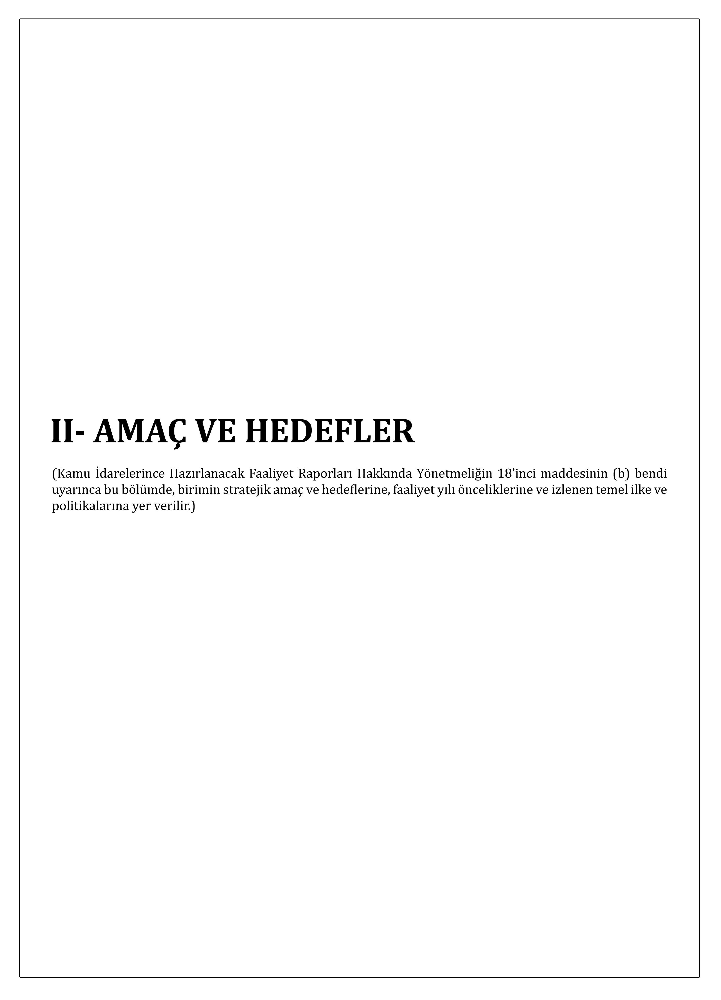 II- AMAÇ VE HEDEFLER
(Kamu İdarelerince Hazırlanacak Faaliyet Raporları Hakkında Yönetmeliğin 18’inci maddesinin (b) bendi
uyarınca bu bölümde, birimin stratejik amaç ve hedeflerine, faaliyet yılı önceliklerine ve izlenen temel ilke ve
politikalarına yer verilir.)